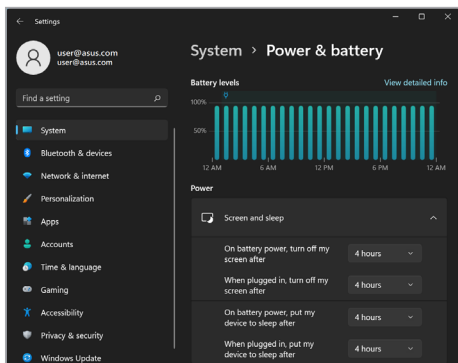 Settings
user@asus.com
user@asus.com
Find a setting
System
Bluetooth & devices
Network & internet
Personalization
Apps
Accounts
Time & language
Gaming
Accessibility
Privacy & security
Windows Update
System > Power & battery
Battery levels
View detailed info
100%
50%
12 AM 6 AM 12 PM 6 PM 12 AM
Power
Screen and sleep
On battery power, turn off my
screen after
4 hours
When plugged in, turn off my
screen after
4 hours
On battery power, put my
device to sleep after
4 hours
When plugged in, put my
device to sleep after
4 hours